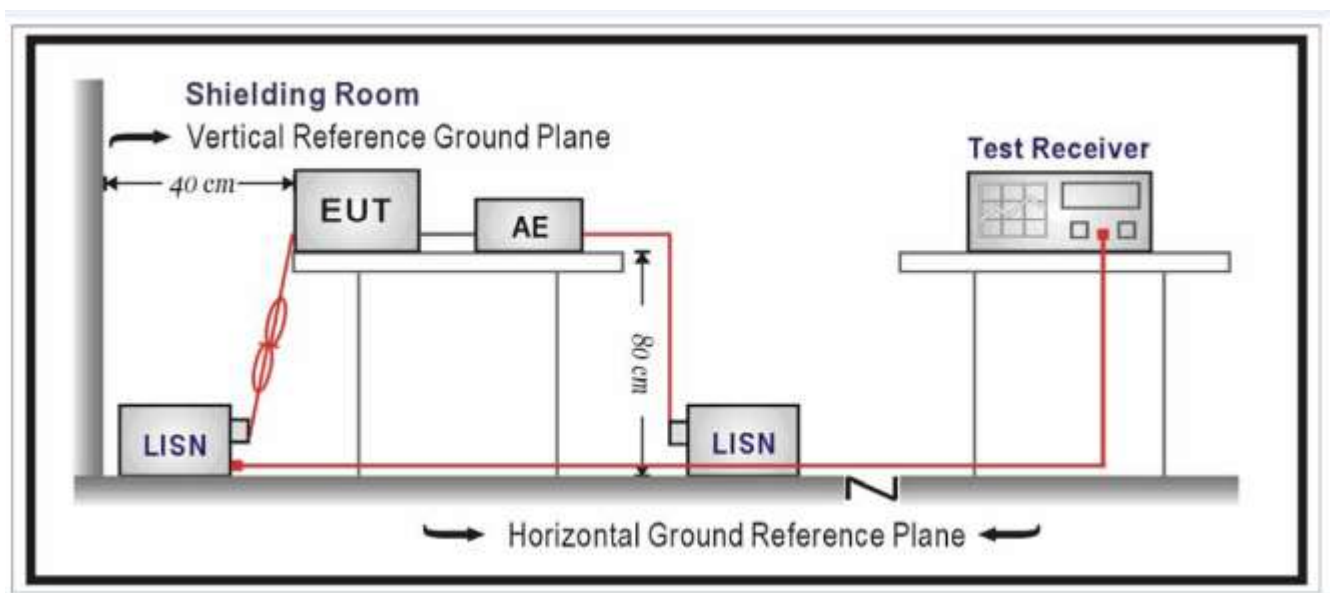 Shielding Room
Vertical Reference Ground Plane
Test Receiver
40 cm
EUT
AE
80 cm
LISN
LISN
Horizontal Ground Reference Plane